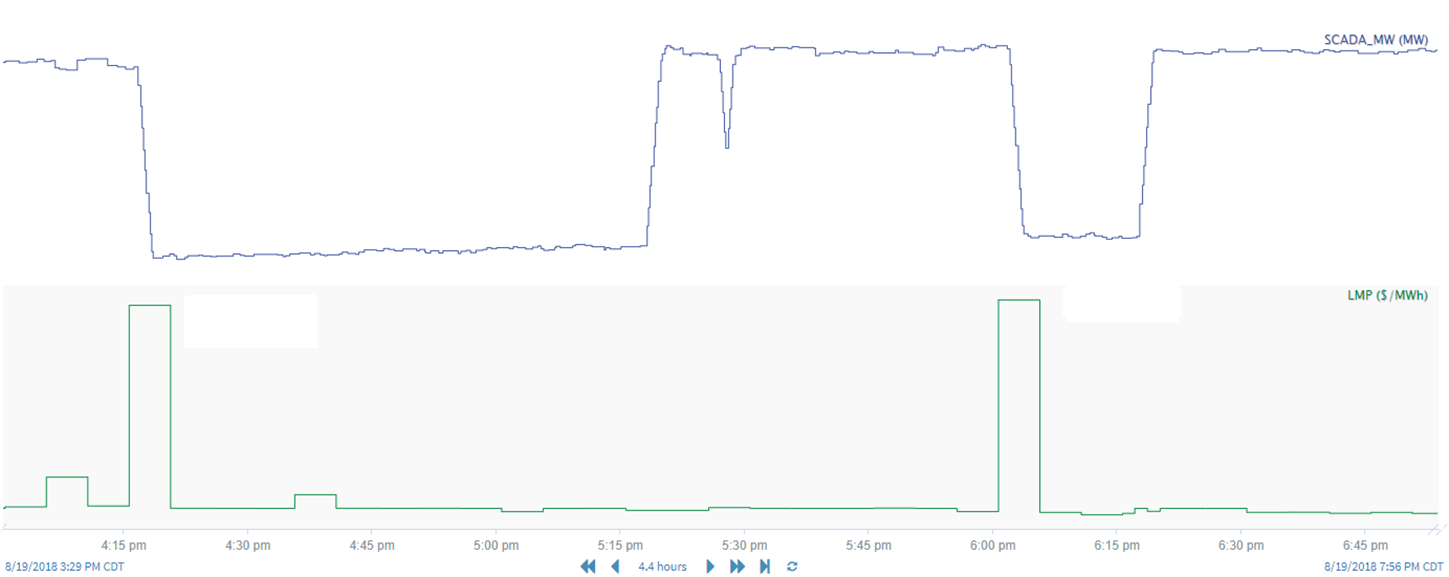 SCADA_MW (MW)
LMP ($/MWh)
4:15 pm 4:30 pm 4:45 pm 5:00 pm 5:15 pm 5:30 pm 5:45 pm 6:00 pm 6:15 pm 6:30 pm 6:45 pm
8/19/2018 3:29 PM CDT 4.4 hours 8/19/2018 7:56 PM CDT